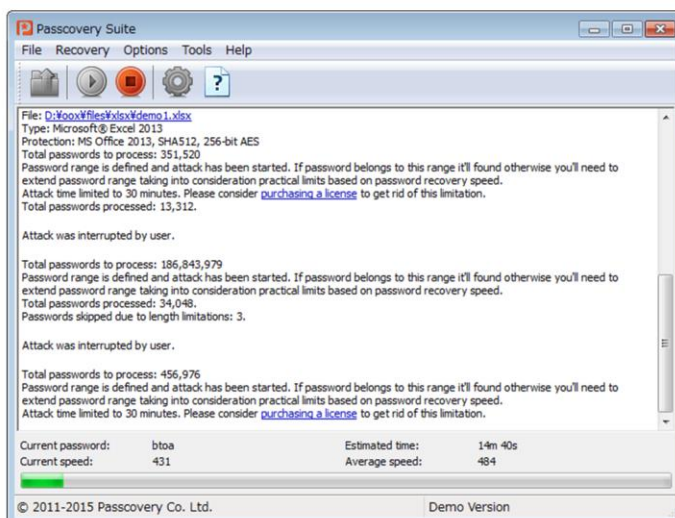 Passcovery Suite
File Recovery Options Tools Help
File: D:¥oox¥files¥xlsx¥demo1.xlsx
Type: Microsoft® Excel 2013
Protection: MS Office 2013, SHA512, 256-bit AES
Total passwords to process: 351,520
Password range is defined and attack has been started. If password belongs to this range it'll found otherwise you'll need to
extend password range taking into consideration practical limits based on password recovery speed.
Attack time limited to 30 minutes. Please consider purchasing a license to get rid of this limitation.
Total passwords processed: 13,312.
Attack was interrupted by user.
Total passwords to process: 186,843,979
Password range is defined and attack has been started. If password belongs to this range it'll found otherwise you'll need to
extend password range taking into consideration practical limits based on password recovery speed.
Total passwords processed: 34,048.
Passwords skipped due to length limitations: 3.
Attack was interrupted by user.
Total passwords to process: 456,976
Password range is defined and attack has been started. If password belongs to this range it'll found otherwise you'll need to
extend password range taking into consideration practical limits based on password recovery speed.
Attack time limited to 30 minutes. Please consider purchasing a license to get rid of this limitation.
Current password: btoa Estimated time: 14m 40s
Current speed: 431 Average speed: 484
© 2011-2015 Passcovery Co. Ltd. Demo Version